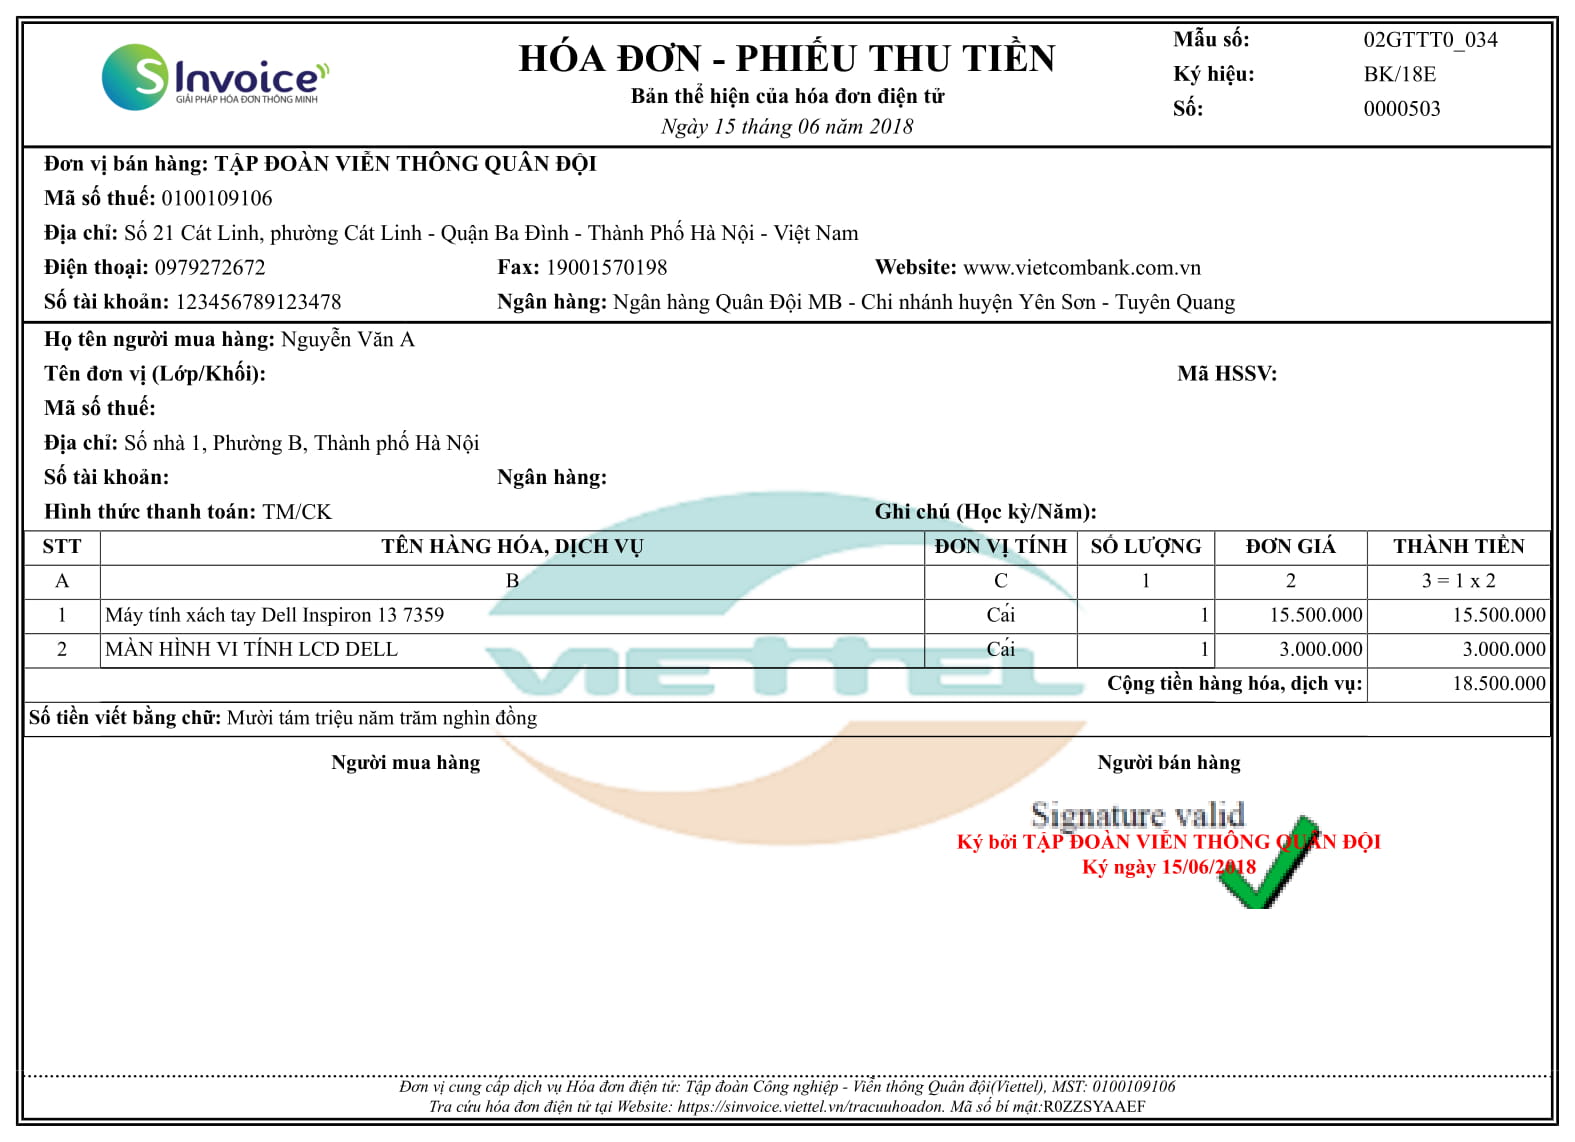 SInvoice
GIẢI PHÁP HÓA ĐƠN THÔNG MINH
HÓA ĐƠN - PHIẾU THU TIỀN
Bản thể hiện của hóa đơn điện tử
Ngày 15 tháng 06 năm 2018
Mẫu số: 02GTTT0_034
Ký hiệu: BK/18E
Số: 0000503
Đơn vị bán hàng: TẬP ĐOÀN VIỄN THÔNG QUÂN ĐỘI
Mã số thuế: 0100109106
Địa chỉ: Số 21 Cát Linh, phường Cát Linh - Quận Ba Đình - Thành Phố Hà Nội - Việt Nam
Điện thoại: 0979272672 Fax: 19001570198 Website: www.vietcombank.com.vn
Số tài khoản: 123456789123478 Ngân hàng: Ngân hàng Quân Đội MB - Chi nhánh huyện Yên Sơn - Tuyên Quang
Họ tên người mua hàng: Nguyễn Văn A
Tên đơn vị (Lớp/Khối): Mã HSSV:
Mã số thuế:
Địa chỉ: Số nhà 1, Phường B, Thành phố Hà Nội
Số tài khoản: Ngân hàng:
Hình thức thanh toán: TM/CK Ghi chú (Học kỳ/Năm):
STT TÊN HÀNG HÓA, DỊCH VỤ ĐƠN VỊ TÍNH SỐ LƯỢNG ĐƠN GIÁ THÀNH TIỀN
A B C 1 2 3 = 1 x 2
1 Máy tính xách tay Dell Inspiron 13 7359 Cái 1 15.500.000 15.500.000
2 MÀN HÌNH VI TÍNH LCD DELL Cái 1 3.000.000 3.000.000
VIETTEL
Cộng tiền hàng hóa, dịch vụ: 18.500.000
Số tiền viết bằng chữ: Mười tám triệu năm trăm nghìn đồng
Người mua hàng Người bán hàng
Signature valid
Ký bởi TẬP ĐOÀN VIỄN THÔNG QUÂN ĐỘI
Ký ngày 15/06/2018
Đơn vị cung cấp dịch vụ Hóa đơn điện tử: Tập đoàn Công nghiệp - Viễn thông Quân đội(Viettel), MST: 0100109106
Tra cứu hóa đơn điện tử tại Website: https://sinvoice.viettel.vn/tracuuhoadon. Mã số bí mật:R0ZZSYAAEF